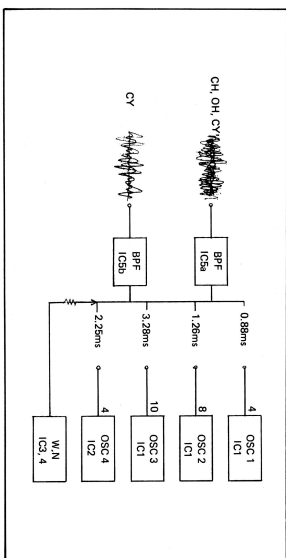 0.88ms
4
OSC 1
IC1
CH, OH, CY
BPF
IC5a
1.26ms
8
OSC 2
IC1
3.28ms
10
OSC 3
IC1
CY
BPF
IC5b
2.25ms
4
OSC 4
IC2
W,N
IC3, 4